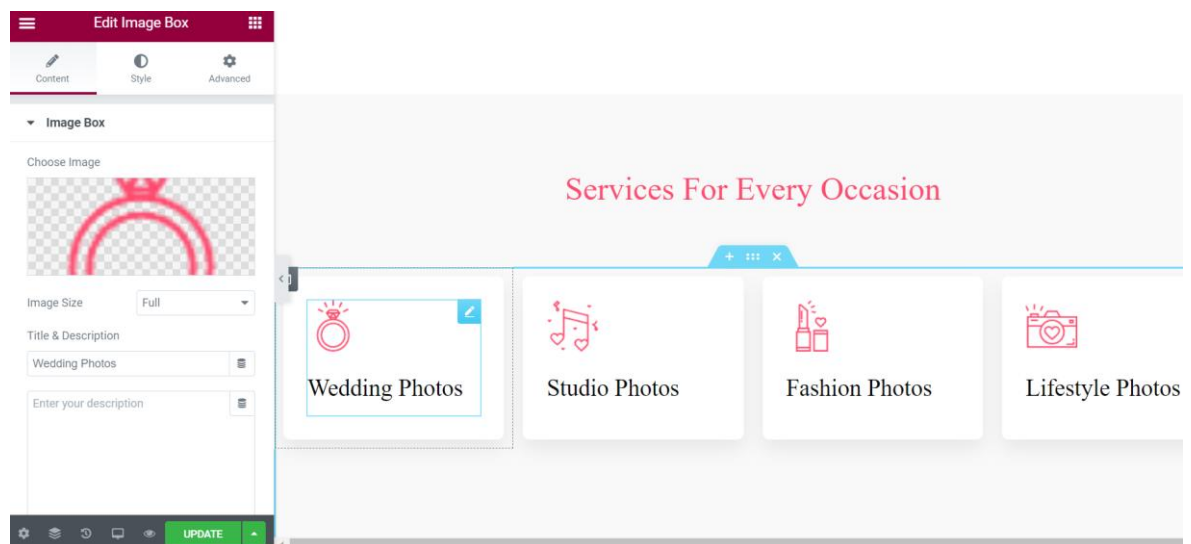 Edit Image Box
Content Style Advanced
Image Box
Choose Image
Image Size Full
Title & Description
Wedding Photos
Enter your description
UPDATE
Services For Every Occasion
Wedding Photos Studio Photos Fashion Photos Lifestyle Photos